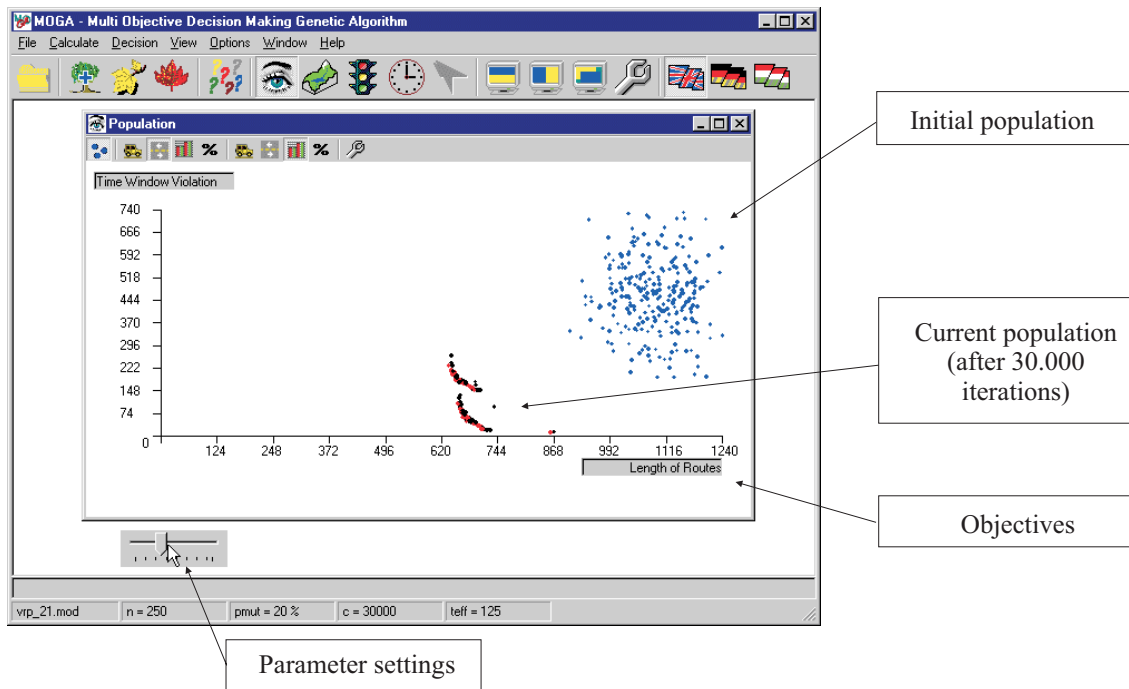 MOGA - Multi Objective Decision Making Genetic Algorithm
File Calculate Decision View Options Window Help
Population
%
%
Time Window Violation
740
666
592
518
444
370
296
222
148
74
0
124 248 372 496 620 744 868 992 1116 1240
Length of Routes
vrp_21.mod n = 250 pmut = 20 % c = 30000 teff = 125
Initial population
Current population
(after 30.000
iterations)
Objectives
Parameter settings